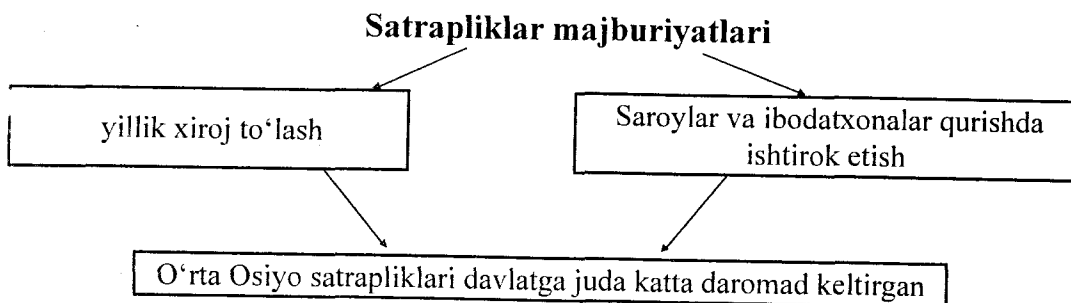 Satrapliklar majburiyatlari
yillik xiroj to‘lash
Saroylar va ibodatxonalar qurishda
ishtirok etish
O‘rta Osiyo satrapliklari davlatga juda katta daromad keltirgan